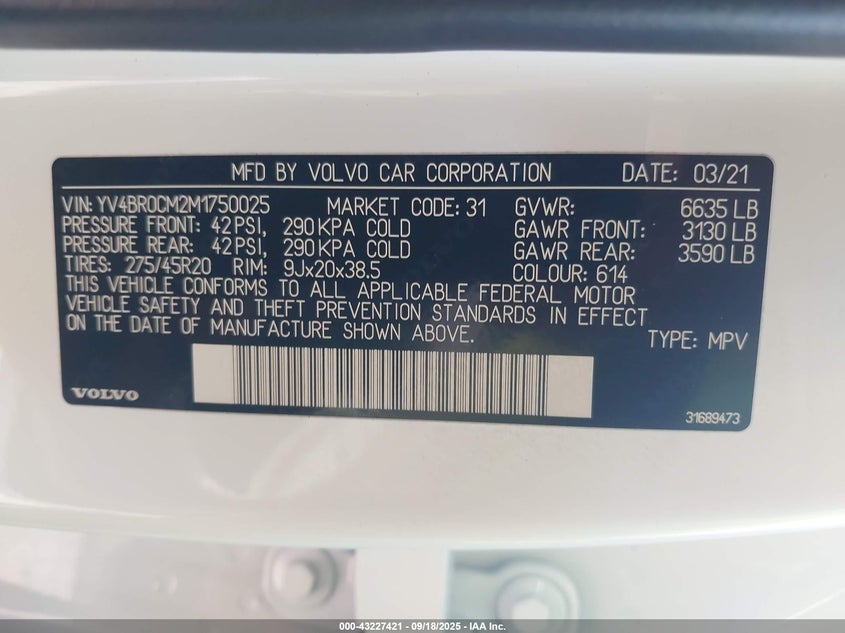 MFD BY VOLVO CAR CORPORATION DATE: 03/21
VIN: YV4BR0CM2M1750025 MARKET CODE: 31 GVWR: 6635 LB
PRESSURE FRONT: 42 PSI, 290 KPA COLD GAWR FRONT: 3130 LB
PRESSURE REAR: 42 PSI, 290 KPA COLD GAWR REAR: 3590 LB
TIRES: 275/45R20 RIM: 9Jx20x38.5 COLOUR: 614
THIS VEHICLE CONFORMS TO ALL APPLICABLE FEDERAL MOTOR
VEHICLE SAFETY AND THEFT PREVENTION STANDARDS IN EFFECT
ON THE DATE OF MANUFACTURE SHOWN ABOVE. TYPE: MPV
VOLVO 31689473
000-43227421 | 09/18/2025 - IAA Inc.